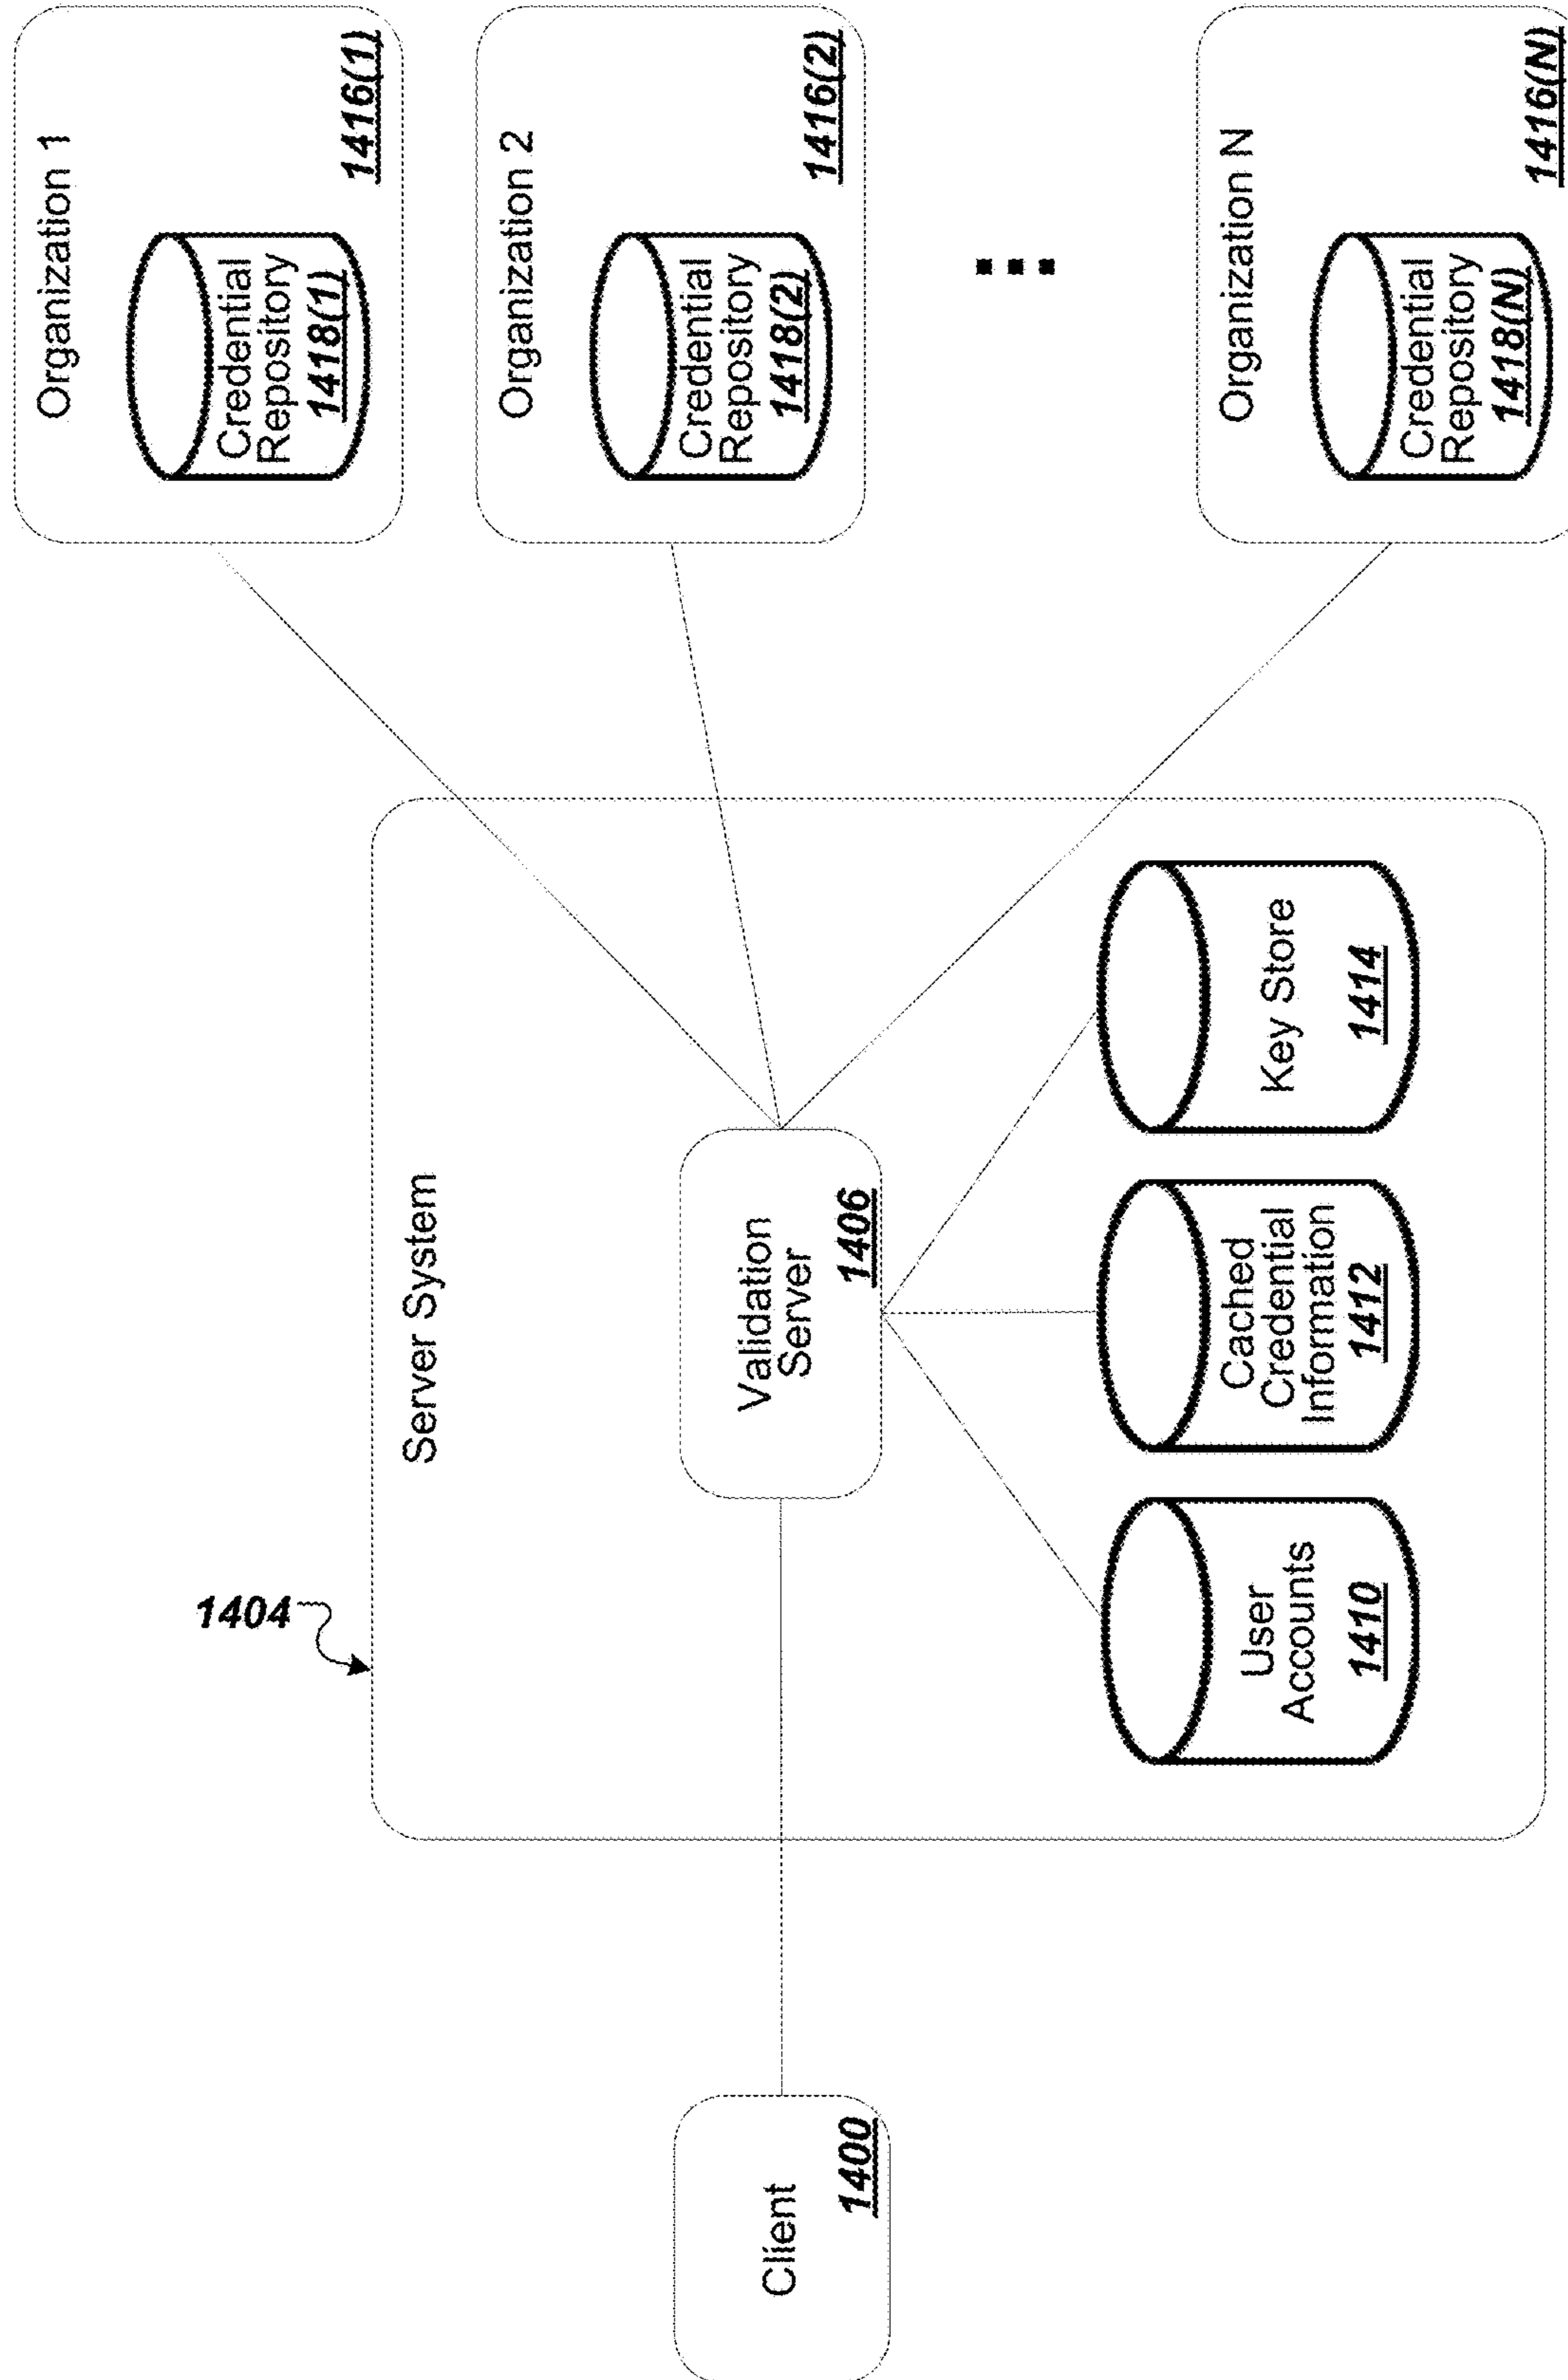 1404
Client
1400
Server System
Validation
Server
1406
User
Accounts
1410
Cached
Credential
Information
1412
Key Store
1414
Organization 1
Credential
Repository
1418(1)
1416(1)
Organization 2
Credential
Repository
1418(2)
1416(2)
Organization N
Credential
Repository
1418(N)
1416(N)